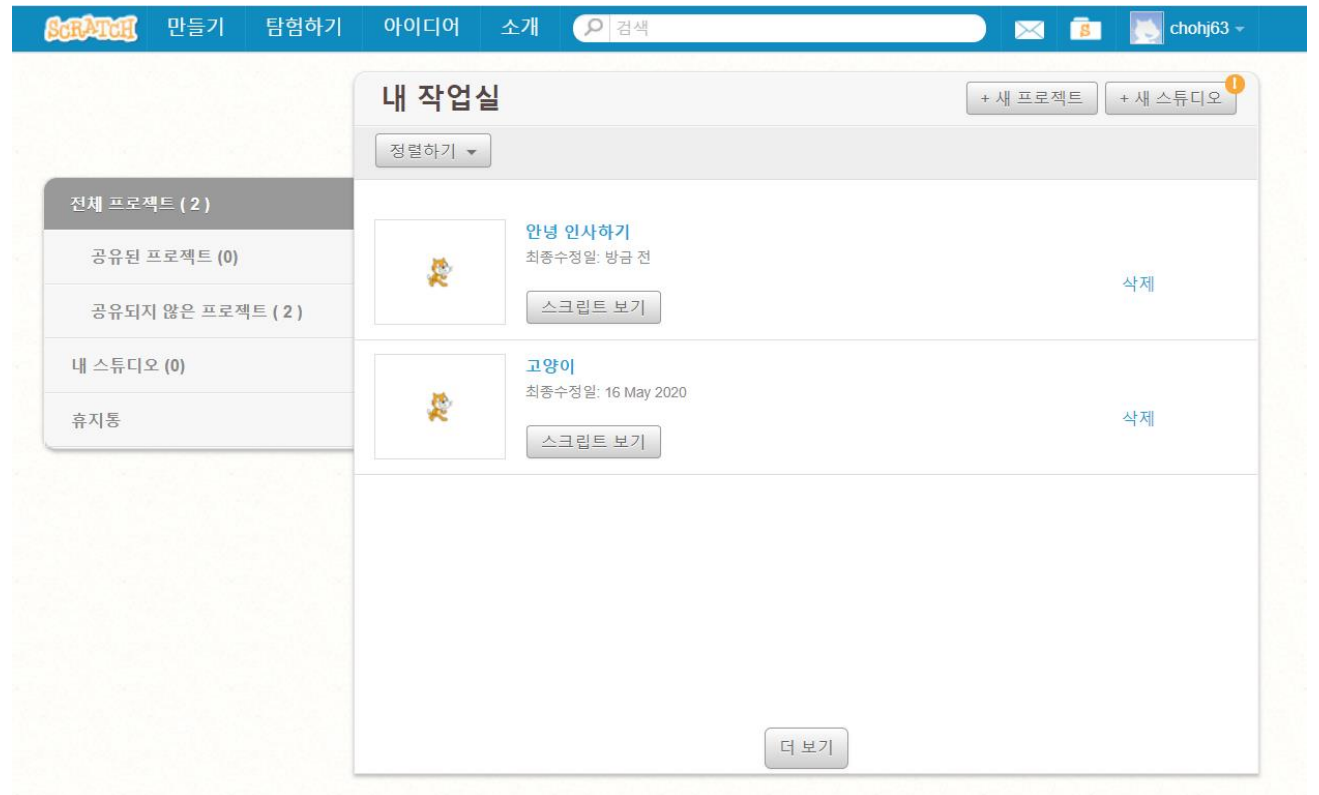 SCRATCH 만들기 탐험하기 아이디어 소개 검색 S chohj63
내 작업실 + 새 프로젝트 + 새 스튜디오 !
정렬하기
전체 프로젝트 ( 2 )
공유된 프로젝트 (0)
공유되지 않은 프로젝트 ( 2 )
내 스튜디오 (0)
휴지통
안녕 인사하기
최종수정일: 방금 전
스크립트 보기
삭제
고양이
최종수정일: 16 May 2020
스크립트 보기
삭제
더 보기